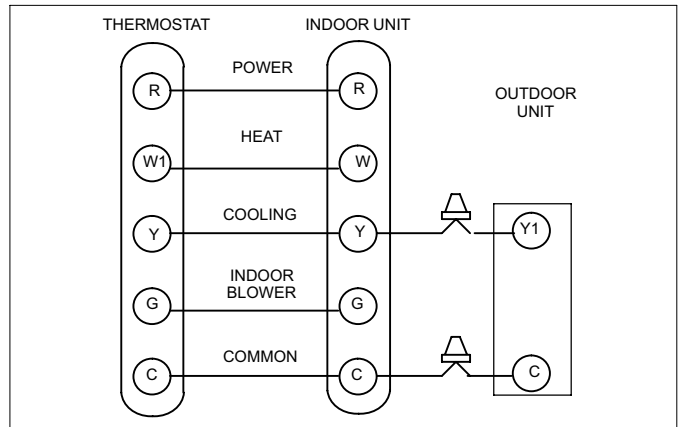 THERMOSTAT
INDOOR UNIT
OUTDOOR
UNIT
R
POWER
R
W1
HEAT
W
Y
COOLING
Y
Y1
G
INDOOR
BLOWER
G
C
COMMON
C
C